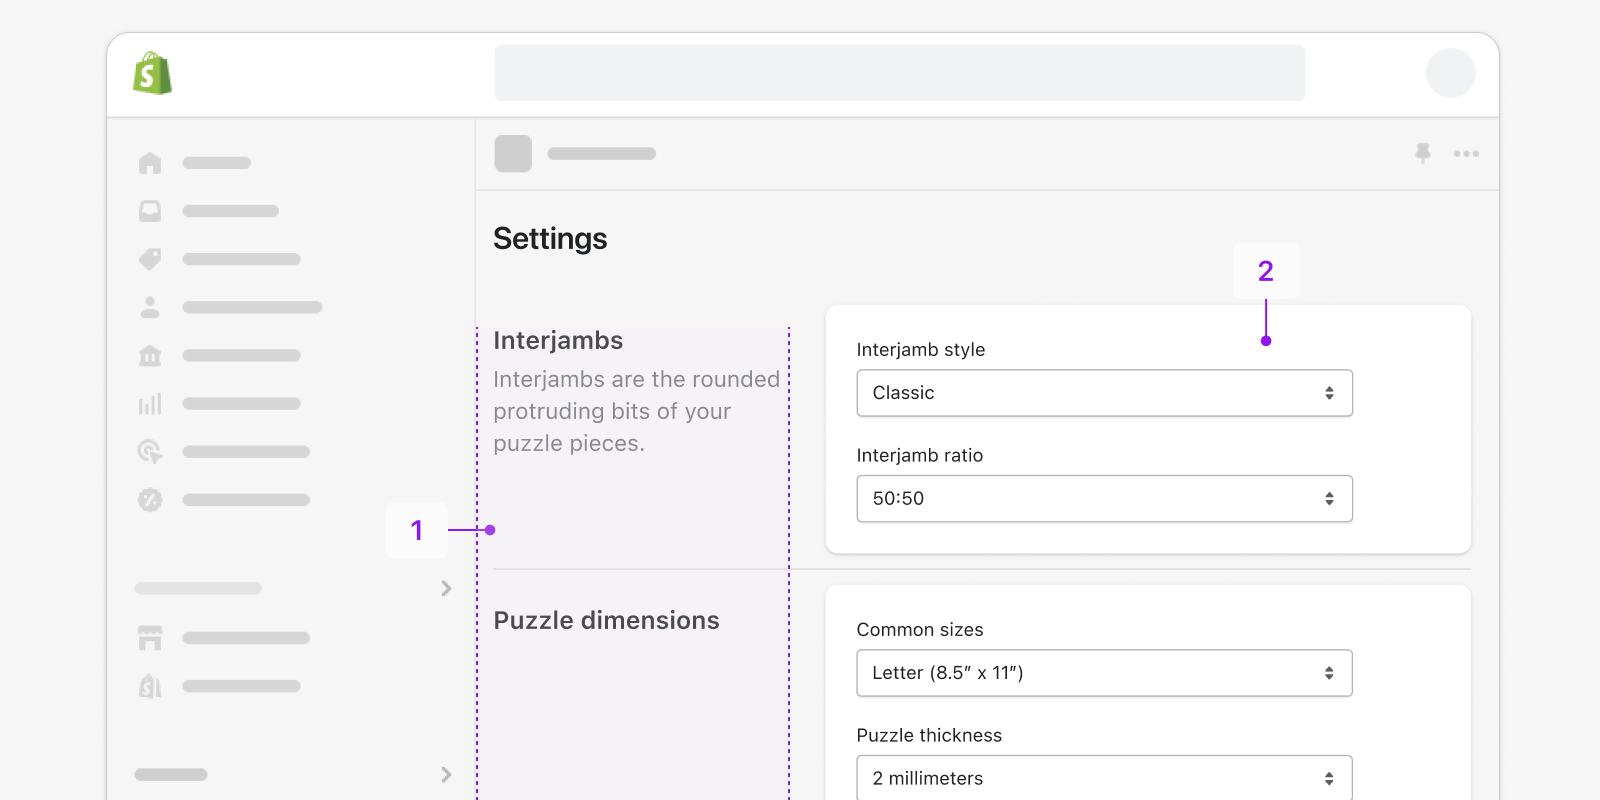 S
Settings
2
Interjambs
Interjambs are the rounded
protruding bits of your
puzzle pieces.
Interjamb style
Classic
Interjamb ratio
50:50
1
Puzzle dimensions
Common sizes
Letter (8.5” x 11”)
Puzzle thickness
2 millimeters